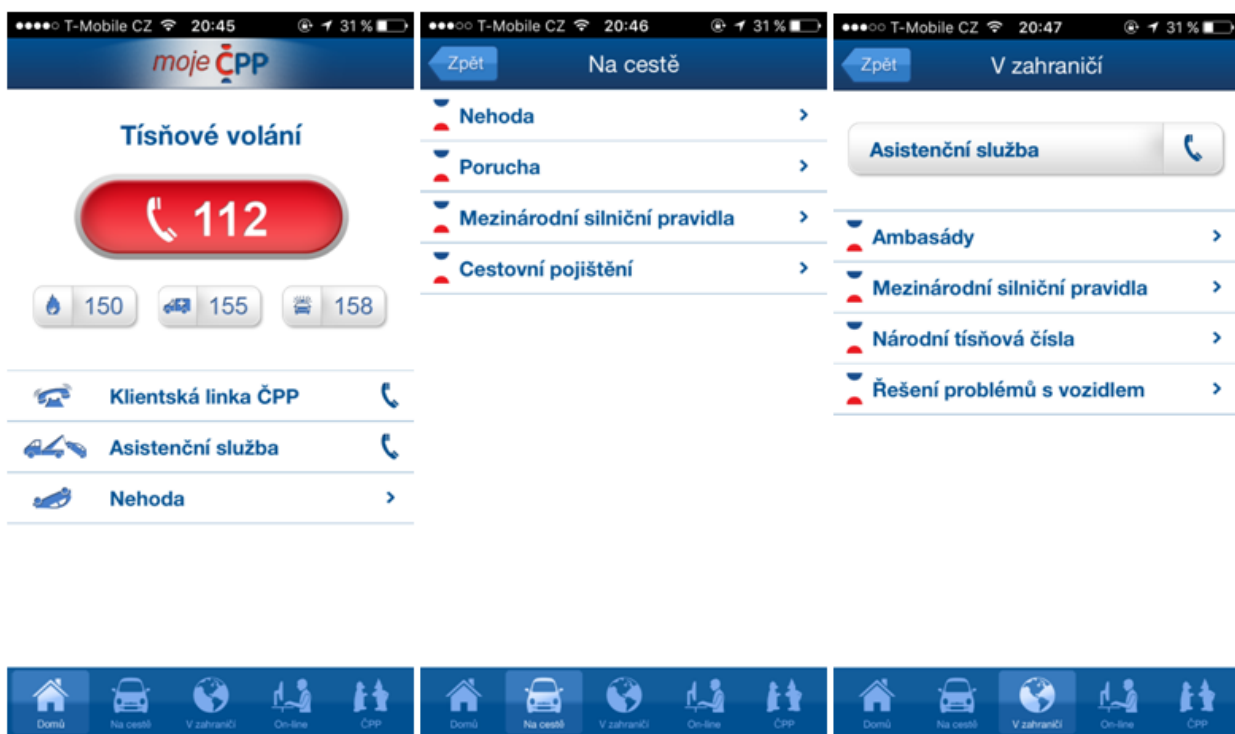 T-Mobile CZ 20:45 31 %
moje ČPP
Tísňové volání
112
150 155 158
Klientská linka ČPP
Asistenční služba
Nehoda
Domů Na cestě V zahraničí On-line ČPP
T-Mobile CZ 20:46 31 %
Zpět Na cestě
Nehoda
Porucha
Mezinárodní silniční pravidla
Cestovní pojištění
Domů Na cestě V zahraničí On-line ČPP
T-Mobile CZ 20:47 31 %
Zpět V zahraničí
Asistenční služba
Ambasády
Mezinárodní silniční pravidla
Národní tísňová čísla
Řešení problémů s vozidlem
Domů Na cestě V zahraničí On-line ČPP